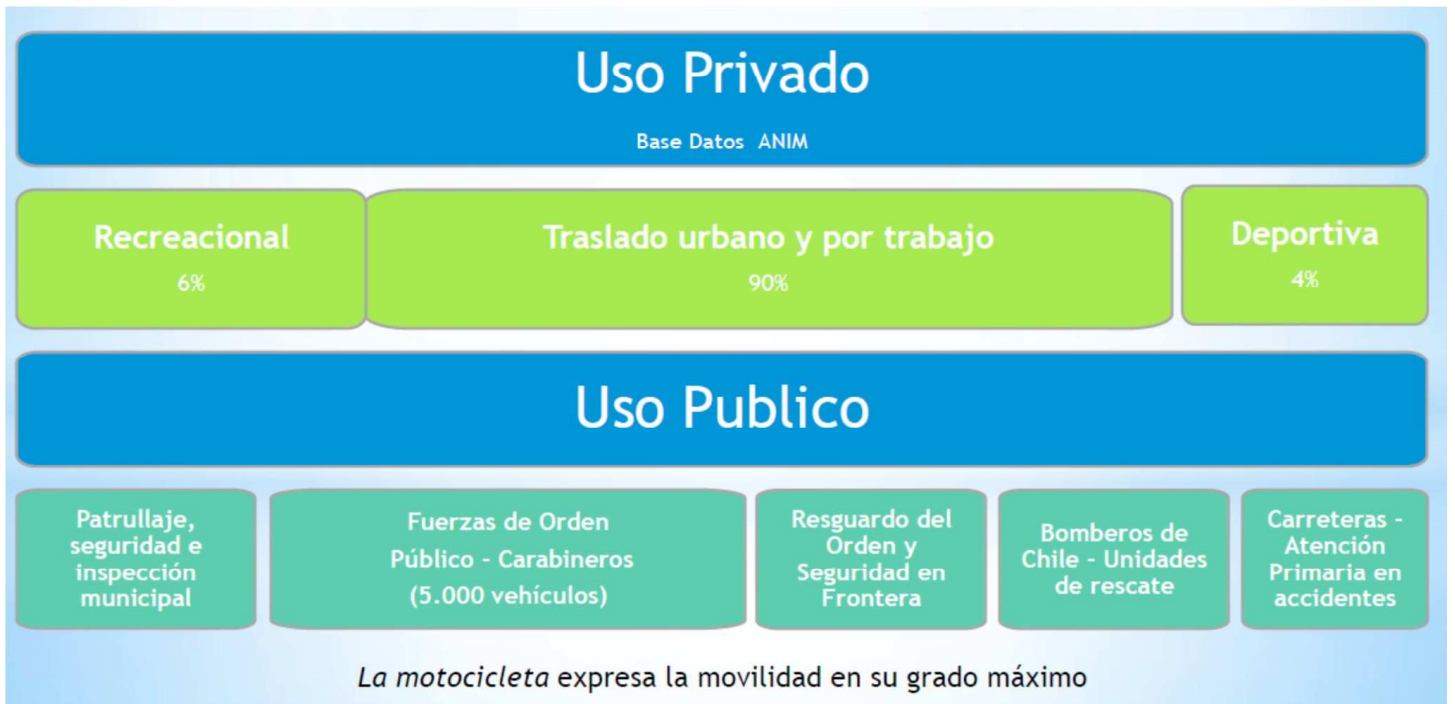 Uso Privado
Base Datos ANIM
Recreacional
6%
Traslado urbano y por trabajo
90%
Deportiva
4%
Uso Publico
Patrullaje,
seguridad e
inspección
municipal
Fuerzas de Orden
Público - Carabineros
(5.000 vehículos)
Resguardo del
Orden y
Seguridad en
Frontera
Bomberos de
Chile - Unidades
de rescate
Carreteras -
Atención
Primaria en
accidentes
La motocicleta expresa la movilidad en su grado máximo